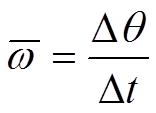 ω̅ = Δθ / Δt